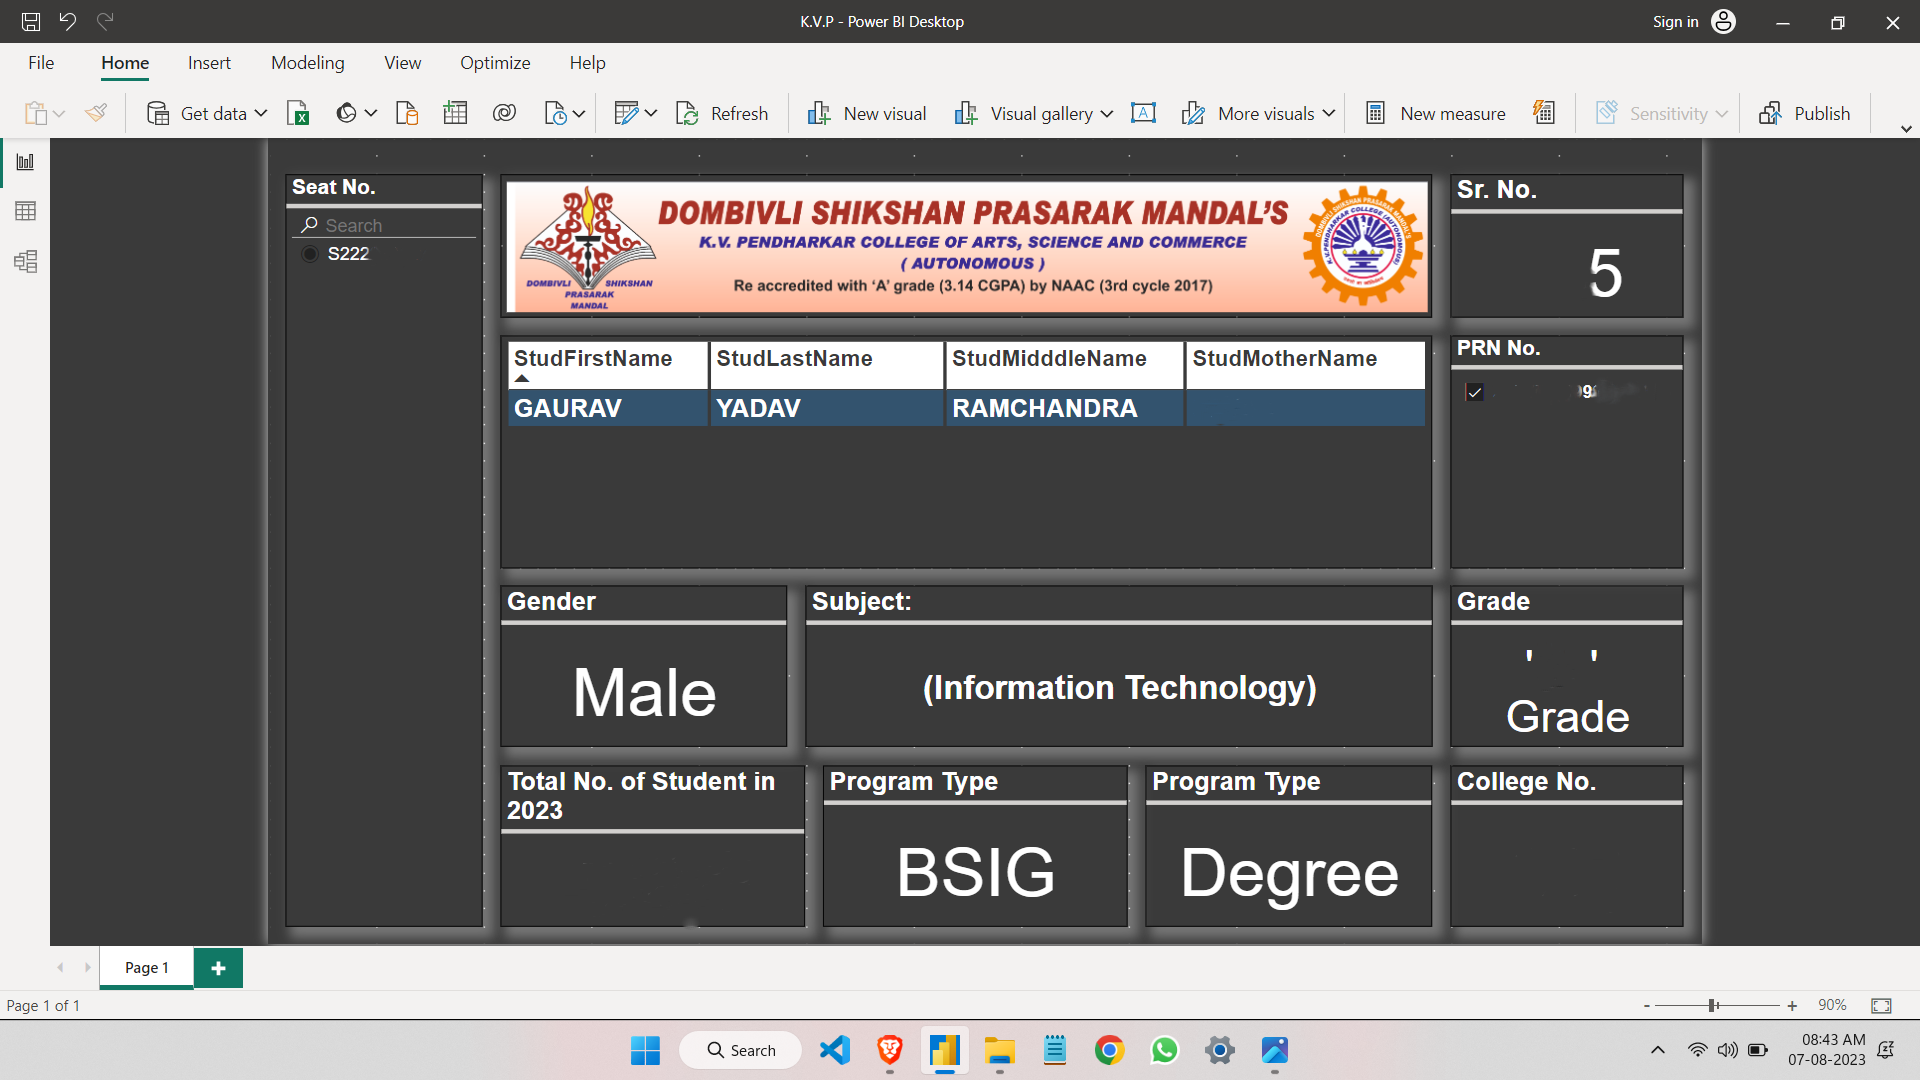 K.V.P - Power BI Desktop
Sign in
File Home Insert Modeling View Optimize Help
Get data Refresh New visual Visual gallery More visuals New measure Sensitivity Publish
Seat No.
Search
S222
DOMBIVLI SHIKSHAN PRASARAK MANDAL'S
K.V. PENDHARKAR COLLEGE OF ARTS, SCIENCE AND COMMERCE
( AUTONOMOUS )
Re accredited with 'A' grade (3.14 CGPA) by NAAC (3rd cycle 2017)
DOMBIVLI SHIKSHAN
PRASARAK
MANDAL
Sr. No.
5
StudFirstName StudLastName StudMidddleName StudMotherName
GAURAV YADAV RAMCHANDRA
PRN No.
Gender
Male
Subject:
(Information Technology)
Grade
' '
Grade
Total No. of Student in
2023
Program Type
BSIG
Program Type
Degree
College No.
Page 1
Page 1 of 1
- + 90%
Search
08:43 AM
07-08-2023